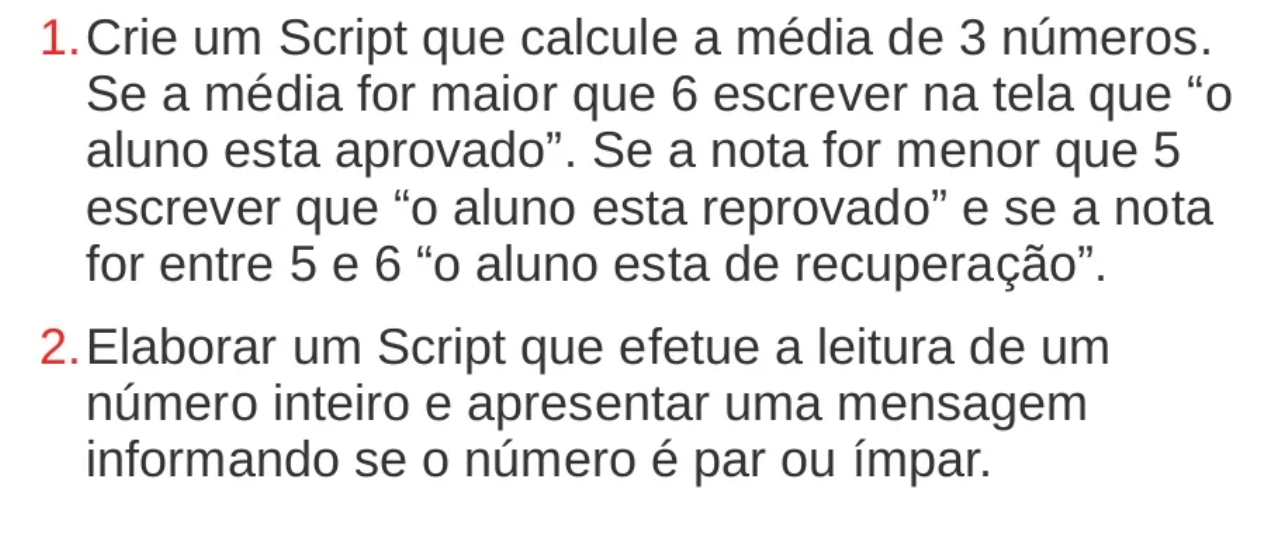 1. Crie um Script que calcule a média de 3 números.
Se a média for maior que 6 escrever na tela que “o
aluno esta aprovado”. Se a nota for menor que 5
escrever que “o aluno esta reprovado” e se a nota
for entre 5 e 6 “o aluno esta de recuperação”.
2. Elaborar um Script que efetue a leitura de um
número inteiro e apresentar uma mensagem
informando se o número é par ou ímpar.